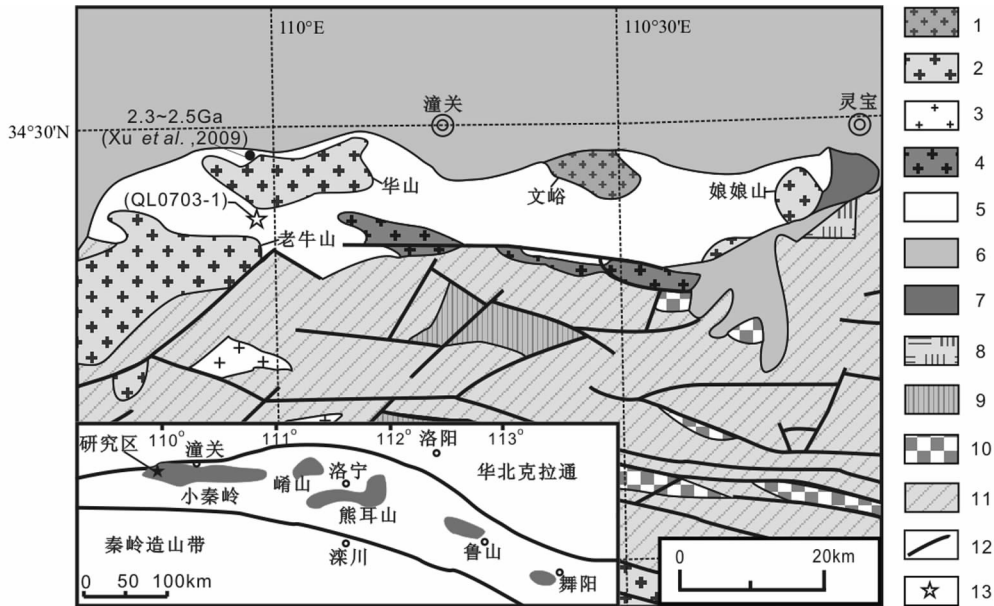 110°E
110°30'E
34°30'N
潼关
灵宝
2.3~2.5Ga
(Xu et al.,2009)
华山
文峪
娘娘山
(QL0703-1)
老牛山
研究区
110°
111°
112°
113°
潼关
洛阳
小秦岭
崤山
洛宁
华北克拉通
熊耳山
秦岭造山带
栾川
鲁山
舞阳
0 50 100km
0 20km
1
2
3
4
5
6
7
8
9
10
11
12
13